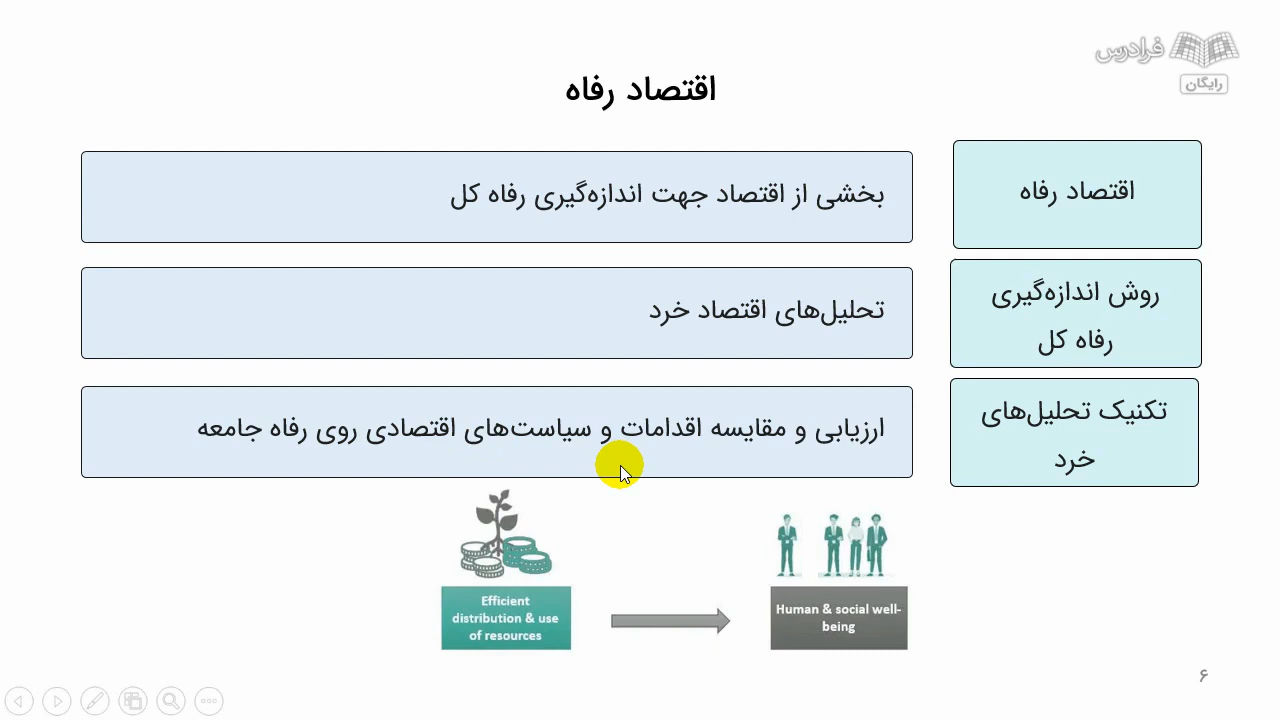 فرادرس
رایگان
اقتصاد رفاه
اقتصاد رفاه
بخشی از اقتصاد جهت اندازه‌گیری رفاه کل
روش اندازه‌گیری
رفاه کل
تحلیل‌های اقتصاد خرد
تکنیک تحلیل‌های
خرد
ارزیابی و مقایسه اقدامات و سیاست‌های اقتصادی روی رفاه جامعه
Efficient
distribution & use
of resources
Human & social well-
being
۶